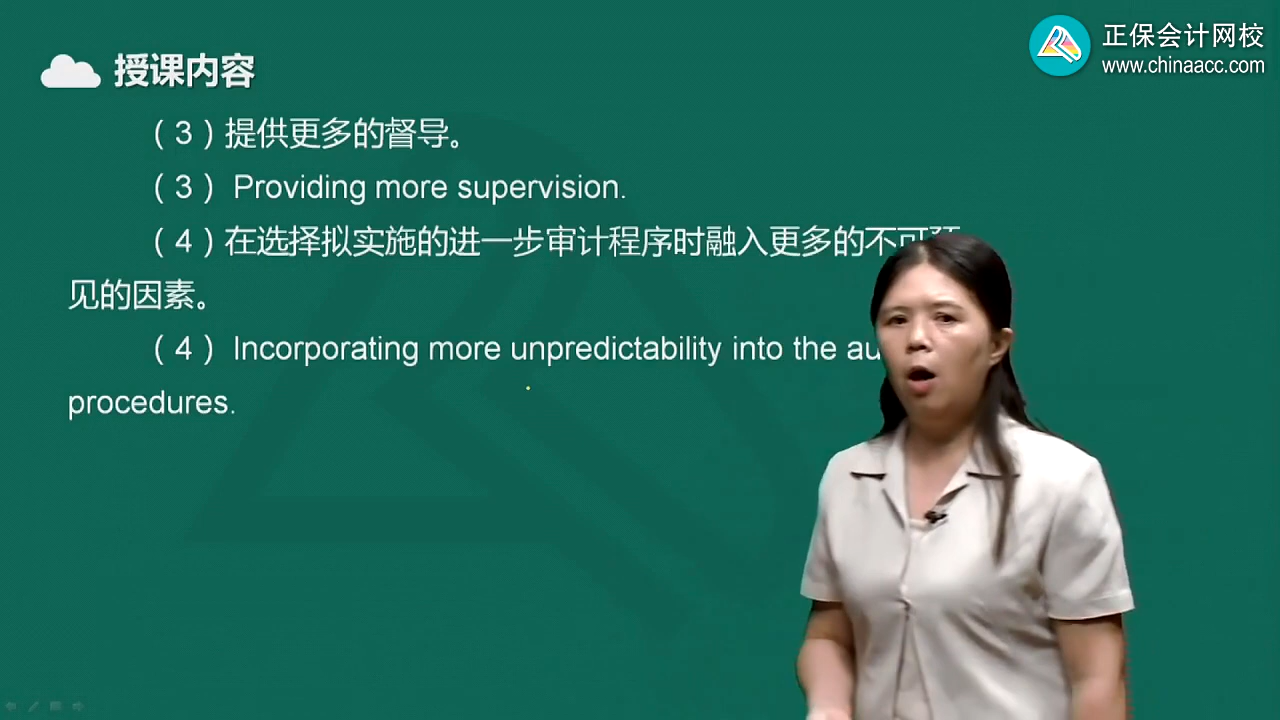 正保会计网校
www.chinaacc.com
授课内容
（3）提供更多的督导。
（3） Providing more supervision.
（4）在选择拟实施的进一步审计程序时融入更多的不可预
见的因素。
（4） Incorporating more unpredictability into the
procedures.